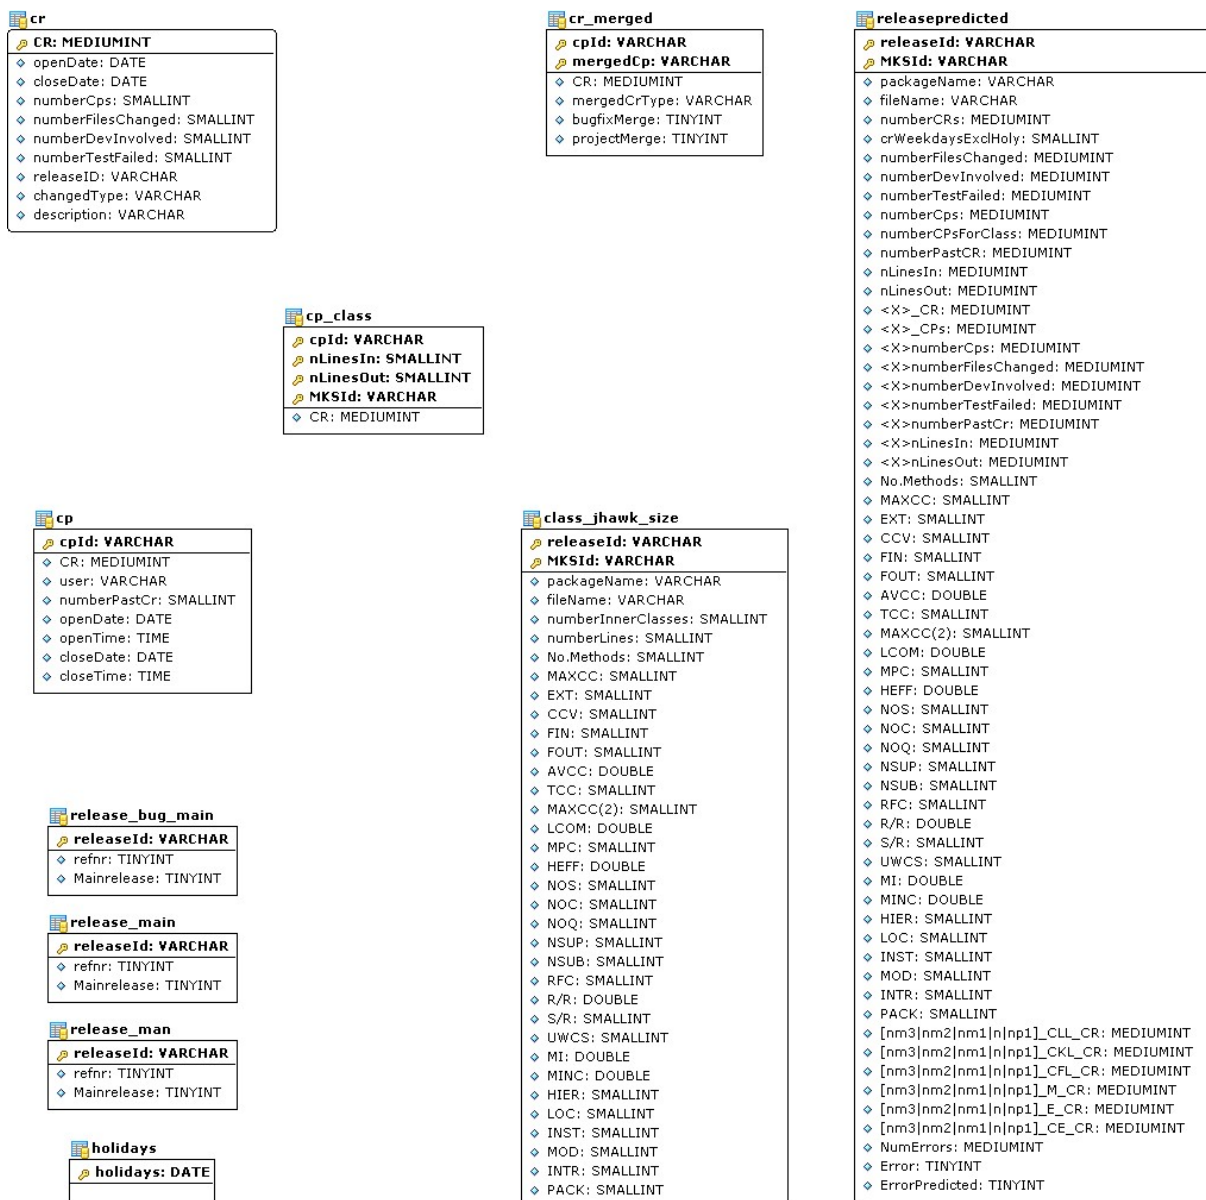 cr
CR: MEDIUMINT
openDate: DATE
closeDate: DATE
numberCps: SMALLINT
numberFilesChanged: SMALLINT
numberDevInvolved: SMALLINT
numberTestFailed: SMALLINT
releaseID: VARCHAR
changedType: VARCHAR
description: VARCHAR
cr_merged
cpId: VARCHAR
mergedCp: VARCHAR
CR: MEDIUMINT
mergedCrType: VARCHAR
bugfixMerge: TINYINT
projectMerge: TINYINT
cp_class
cpId: VARCHAR
nLinesIn: SMALLINT
nLinesOut: SMALLINT
MKSId: VARCHAR
CR: MEDIUMINT
cp
cpId: VARCHAR
CR: MEDIUMINT
user: VARCHAR
numberPastCr: SMALLINT
openDate: DATE
openTime: TIME
closeDate: DATE
closeTime: TIME
release_bug_main
releaseId: VARCHAR
refnr: TINYINT
Mainrelease: TINYINT
release_main
releaseId: VARCHAR
refnr: TINYINT
Mainrelease: TINYINT
release_man
releaseId: VARCHAR
refnr: TINYINT
Mainrelease: TINYINT
holidays
holidays: DATE
class_jhawk_size
releaseId: VARCHAR
MKSId: VARCHAR
packageName: VARCHAR
fileName: VARCHAR
numberInnerClasses: SMALLINT
numberLines: SMALLINT
No.Methods: SMALLINT
MAXCC: SMALLINT
EXT: SMALLINT
CCV: SMALLINT
FIN: SMALLINT
FOUT: SMALLINT
AVCC: DOUBLE
TCC: SMALLINT
MAXCC(2): SMALLINT
LCOM: DOUBLE
MPC: SMALLINT
HEFF: DOUBLE
NOS: SMALLINT
NOC: SMALLINT
NOQ: SMALLINT
NSUP: SMALLINT
NSUB: SMALLINT
RFC: SMALLINT
R/R: DOUBLE
S/R: SMALLINT
UWCS: SMALLINT
MI: DOUBLE
MINC: DOUBLE
HIER: SMALLINT
LOC: SMALLINT
INST: SMALLINT
MOD: SMALLINT
INTR: SMALLINT
PACK: SMALLINT
releasepredicted
releaseId: VARCHAR
MKSId: VARCHAR
packageName: VARCHAR
fileName: VARCHAR
numberCRs: MEDIUMINT
crWeekdaysExclHoly: SMALLINT
numberFilesChanged: MEDIUMINT
numberDevInvolved: MEDIUMINT
numberTestFailed: MEDIUMINT
numberCps: MEDIUMINT
numberCPsForClass: MEDIUMINT
numberPastCR: MEDIUMINT
nLinesIn: MEDIUMINT
nLinesOut: MEDIUMINT
<X>_CR: MEDIUMINT
<X>_CPs: MEDIUMINT
<X>numberCps: MEDIUMINT
<X>numberFilesChanged: MEDIUMINT
<X>numberDevInvolved: MEDIUMINT
<X>numberTestFailed: MEDIUMINT
<X>numberPastCr: MEDIUMINT
<X>nLinesIn: MEDIUMINT
<X>nLinesOut: MEDIUMINT
No.Methods: SMALLINT
MAXCC: SMALLINT
EXT: SMALLINT
CCV: SMALLINT
FIN: SMALLINT
FOUT: SMALLINT
AVCC: DOUBLE
TCC: SMALLINT
MAXCC(2): SMALLINT
LCOM: DOUBLE
MPC: SMALLINT
HEFF: DOUBLE
NOS: SMALLINT
NOC: SMALLINT
NOQ: SMALLINT
NSUP: SMALLINT
NSUB: SMALLINT
RFC: SMALLINT
R/R: DOUBLE
S/R: SMALLINT
UWCS: SMALLINT
MI: DOUBLE
MINC: DOUBLE
HIER: SMALLINT
LOC: SMALLINT
INST: SMALLINT
MOD: SMALLINT
INTR: SMALLINT
PACK: SMALLINT
[nm3|nm2|nm1|n|np1]_CLL_CR: MEDIUMINT
[nm3|nm2|nm1|n|np1]_CKL_CR: MEDIUMINT
[nm3|nm2|nm1|n|np1]_CFL_CR: MEDIUMINT
[nm3|nm2|nm1|n|np1]_M_CR: MEDIUMINT
[nm3|nm2|nm1|n|np1]_E_CR: MEDIUMINT
[nm3|nm2|nm1|n|np1]_CE_CR: MEDIUMINT
NumErrors: MEDIUMINT
Error: TINYINT
ErrorPredicted: TINYINT